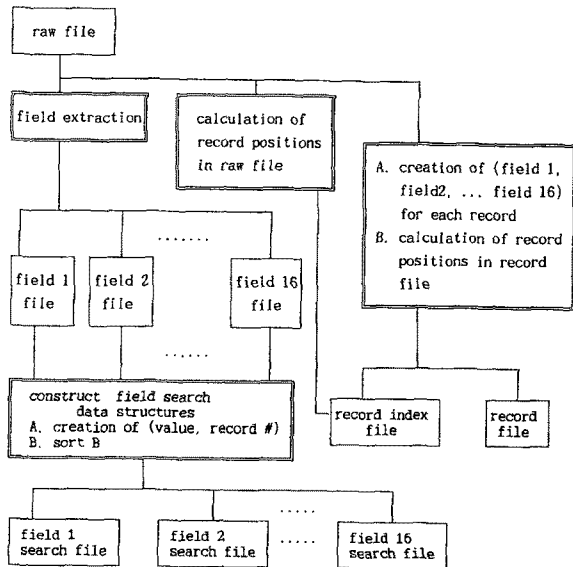 raw file
field extraction
calculation of
record positions
in raw file
A. creation of (field 1,
field2, ... field 16)
for each record
B. calculation of record
positions in record
file
.......
field 1
file
field 2
file
field 16
file
......
construct field search
data structures
A. creation of (value, record #)
B. sort B
record index
file
record
file
.....
field 1
search file
field 2
search file
.....
field 16
search file